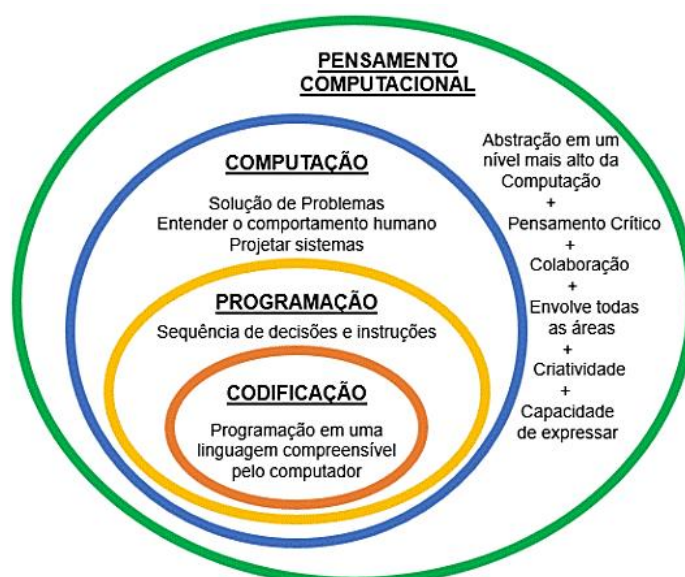 PENSAMENTO
COMPUTACIONAL
Abstração em um
nível mais alto da
Computação
+
Pensamento Crítico
+
Colaboração
+
Envolve todas
as áreas
+
Criatividade
+
Capacidade
de expressar
COMPUTAÇÃO
Solução de Problemas
Entender o comportamento humano
Projetar sistemas
PROGRAMAÇÃO
Sequência de decisões e instruções
CODIFICAÇÃO
Programação em uma
linguagem compreensível
pelo computador